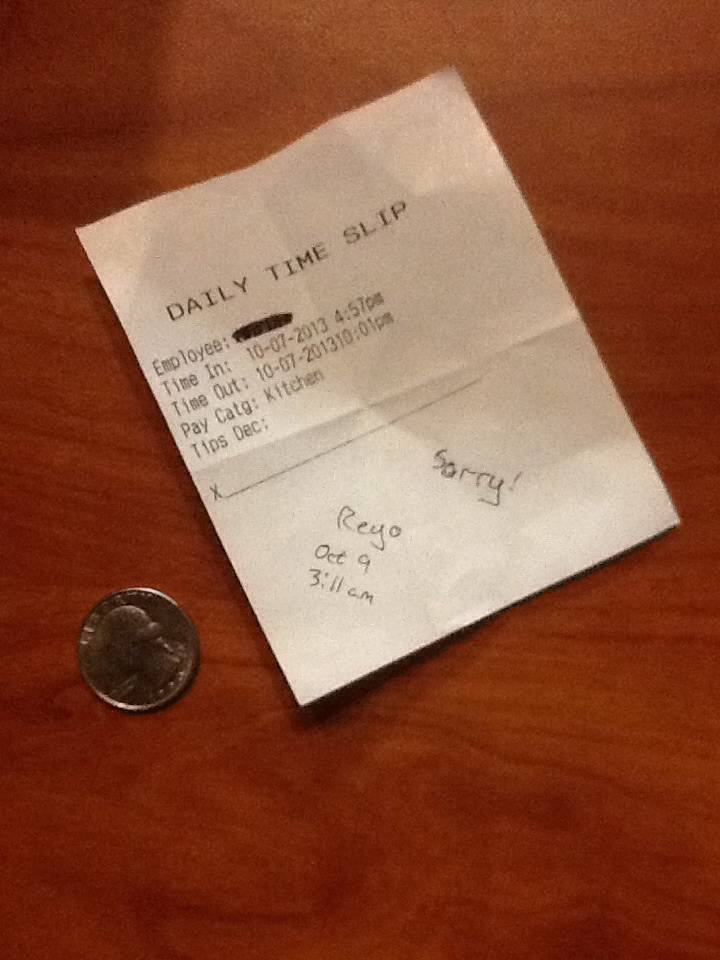 DAILY TIME SLIP
Employee:
Time In: 10-07-2013 4:57pm
Time Out: 10-07-201310:01pm
Pay Catg: Kitchen
Tips Dec:
X
Sorry!
Reyo
Oct 9
3:11 am